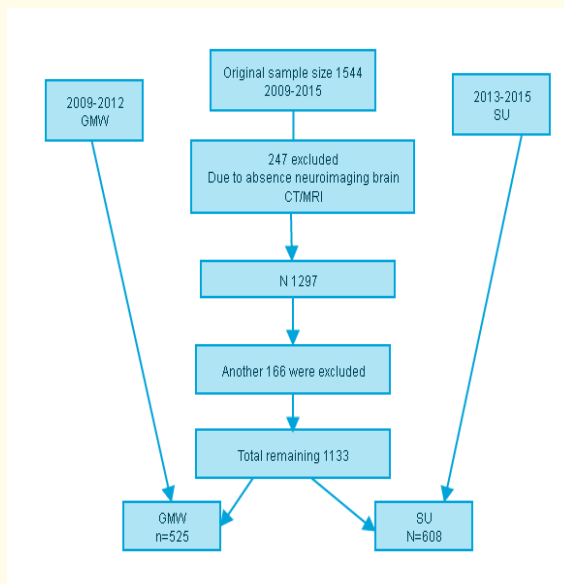 Original sample size 1544
2009-2015
2009-2012
GMW
2013-2015
SU
247 excluded
Due to absence neuroimaging brain
CT/MRI
N 1297
Another 166 were excluded
Total remaining 1133
GMW
n=525
SU
N=608